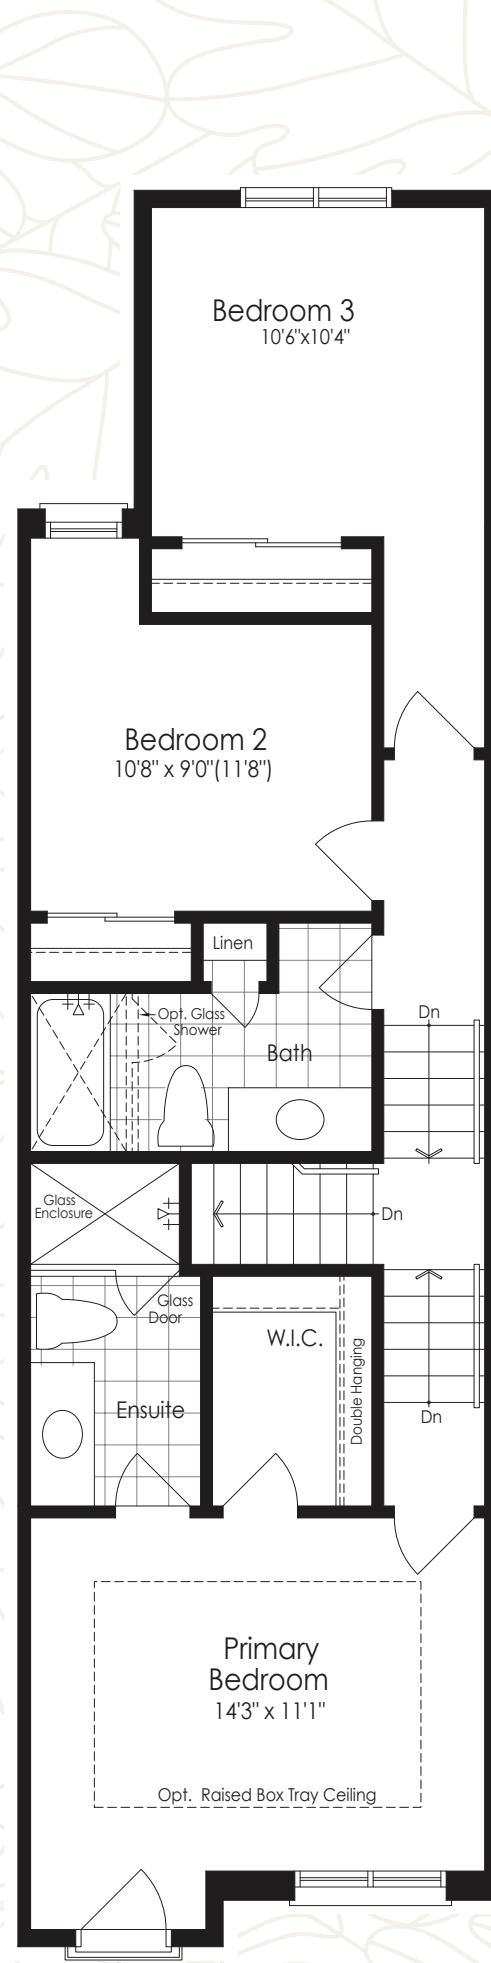 Bedroom 3
10'6"x10'4"
Bedroom 2
10'8" x 9'0"(11'8")
Linen
Opt. Glass
Shower
Bath
Dn
Glass
Enclosure
Dn
Glass
Door
W.I.C.
Double Hanging
Ensuite
Dn
Primary
Bedroom
14'3" x 11'1"
Opt. Raised Box Tray Ceiling